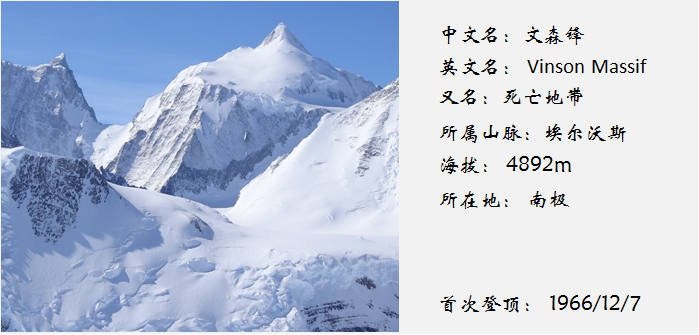 中文名：文森峰
英文名： Vinson Massif
又名：死亡地带
所属山脉：埃尔沃斯
海拔： 4892m
所在地： 南极
首次登顶： 1966/12/7